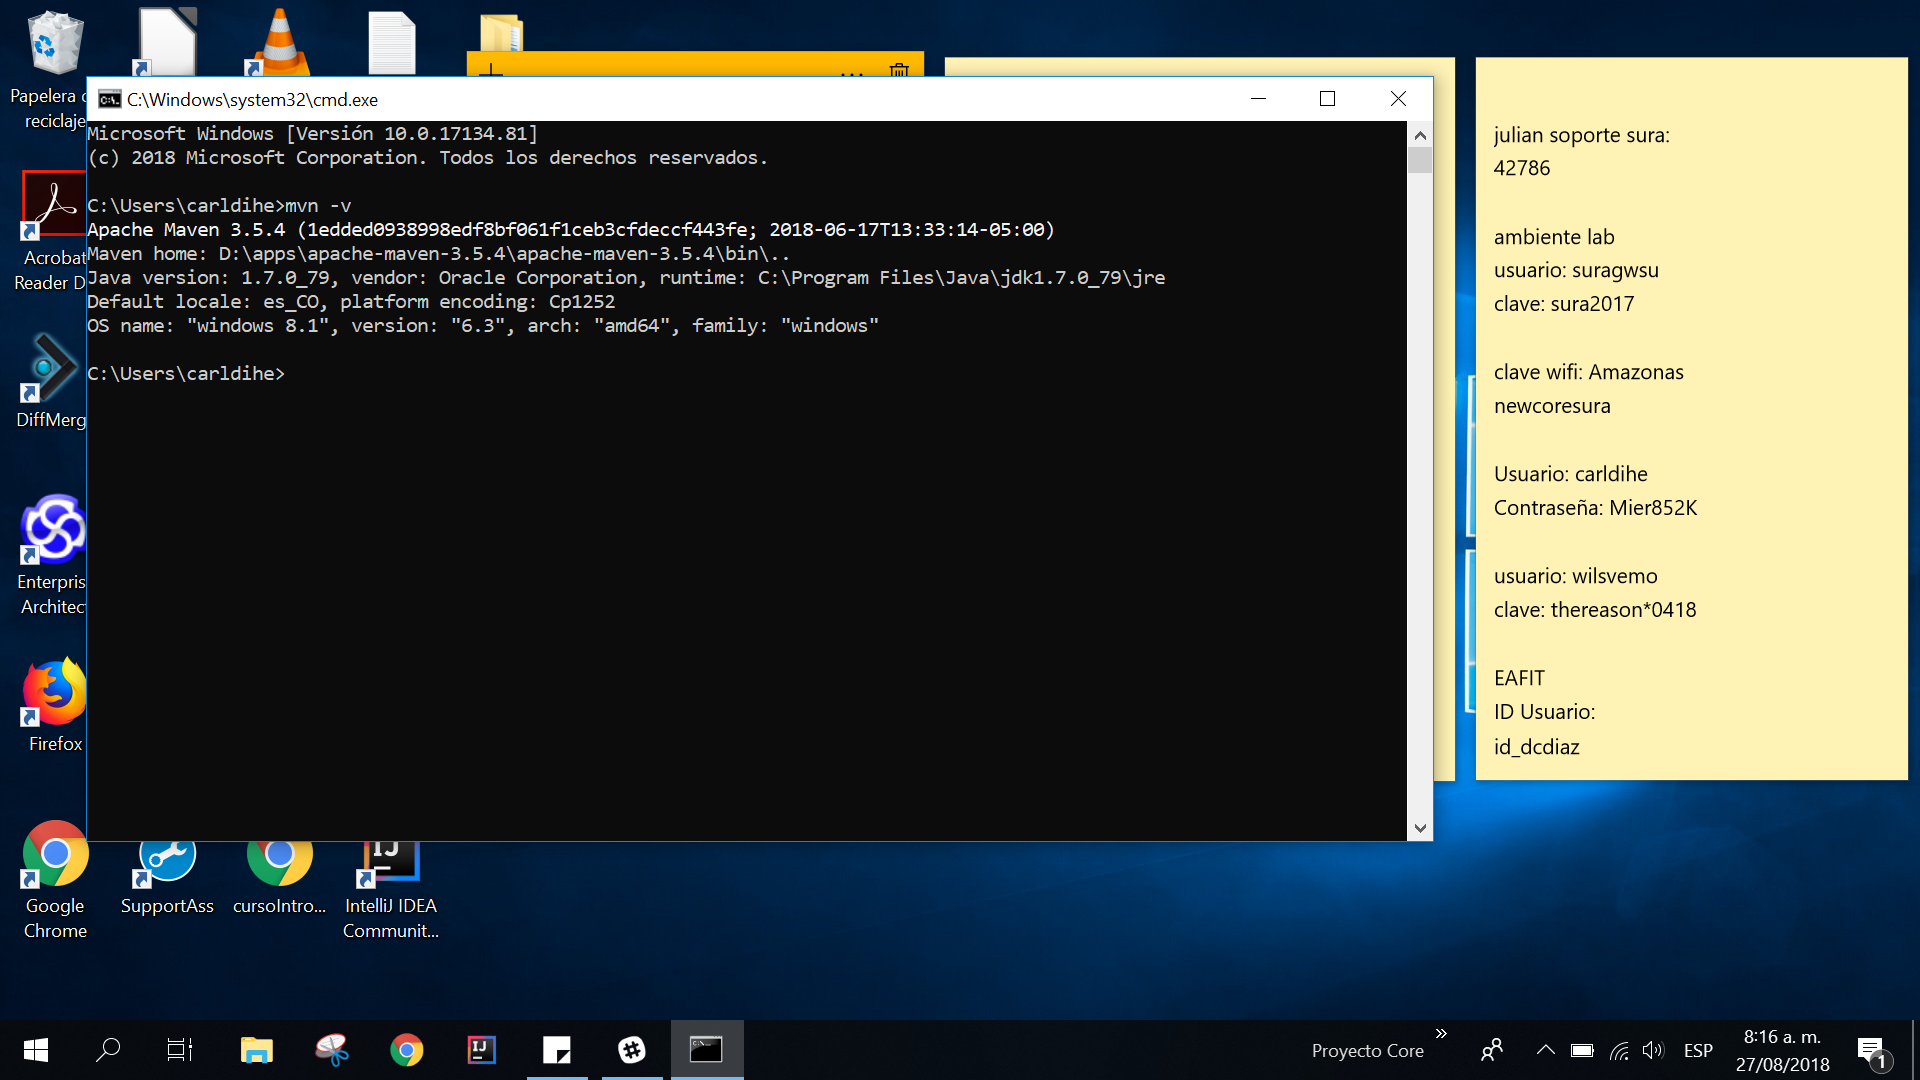 Papelera
reciclaje
Acrobat
Reader D
DiffMerg
Enterpris
Architect
Firefox
Google
Chrome
SupportAss
cursoIntro...
IntelliJ IDEA
Communit...
C:\Windows\system32\cmd.exe
Microsoft Windows [Versión 10.0.17134.81]
(c) 2018 Microsoft Corporation. Todos los derechos reservados.
C:\Users\carldihe>mvn -v
Apache Maven 3.5.4 (1edded0938998edf8bf061f1ceb3cfdeccf443fe; 2018-06-17T13:33:14-05:00)
Maven home: D:\apps\apache-maven-3.5.4\apache-maven-3.5.4\bin\..
Java version: 1.7.0_79, vendor: Oracle Corporation, runtime: C:\Program Files\Java\jdk1.7.0_79\jre
Default locale: es_CO, platform encoding: Cp1252
OS name: "windows 8.1", version: "6.3", arch: "amd64", family: "windows"
C:\Users\carldihe>
julian soporte sura:
42786
ambiente lab
usuario: suragwsu
clave: sura2017
clave wifi: Amazonas
newcoresura
Usuario: carldihe
Contraseña: Mier852K
usuario: wilsvemo
clave: thereason*0418
EAFIT
ID Usuario:
id_dcdiaz
Proyecto Core
ESP
8:16 a. m.
27/08/2018
1